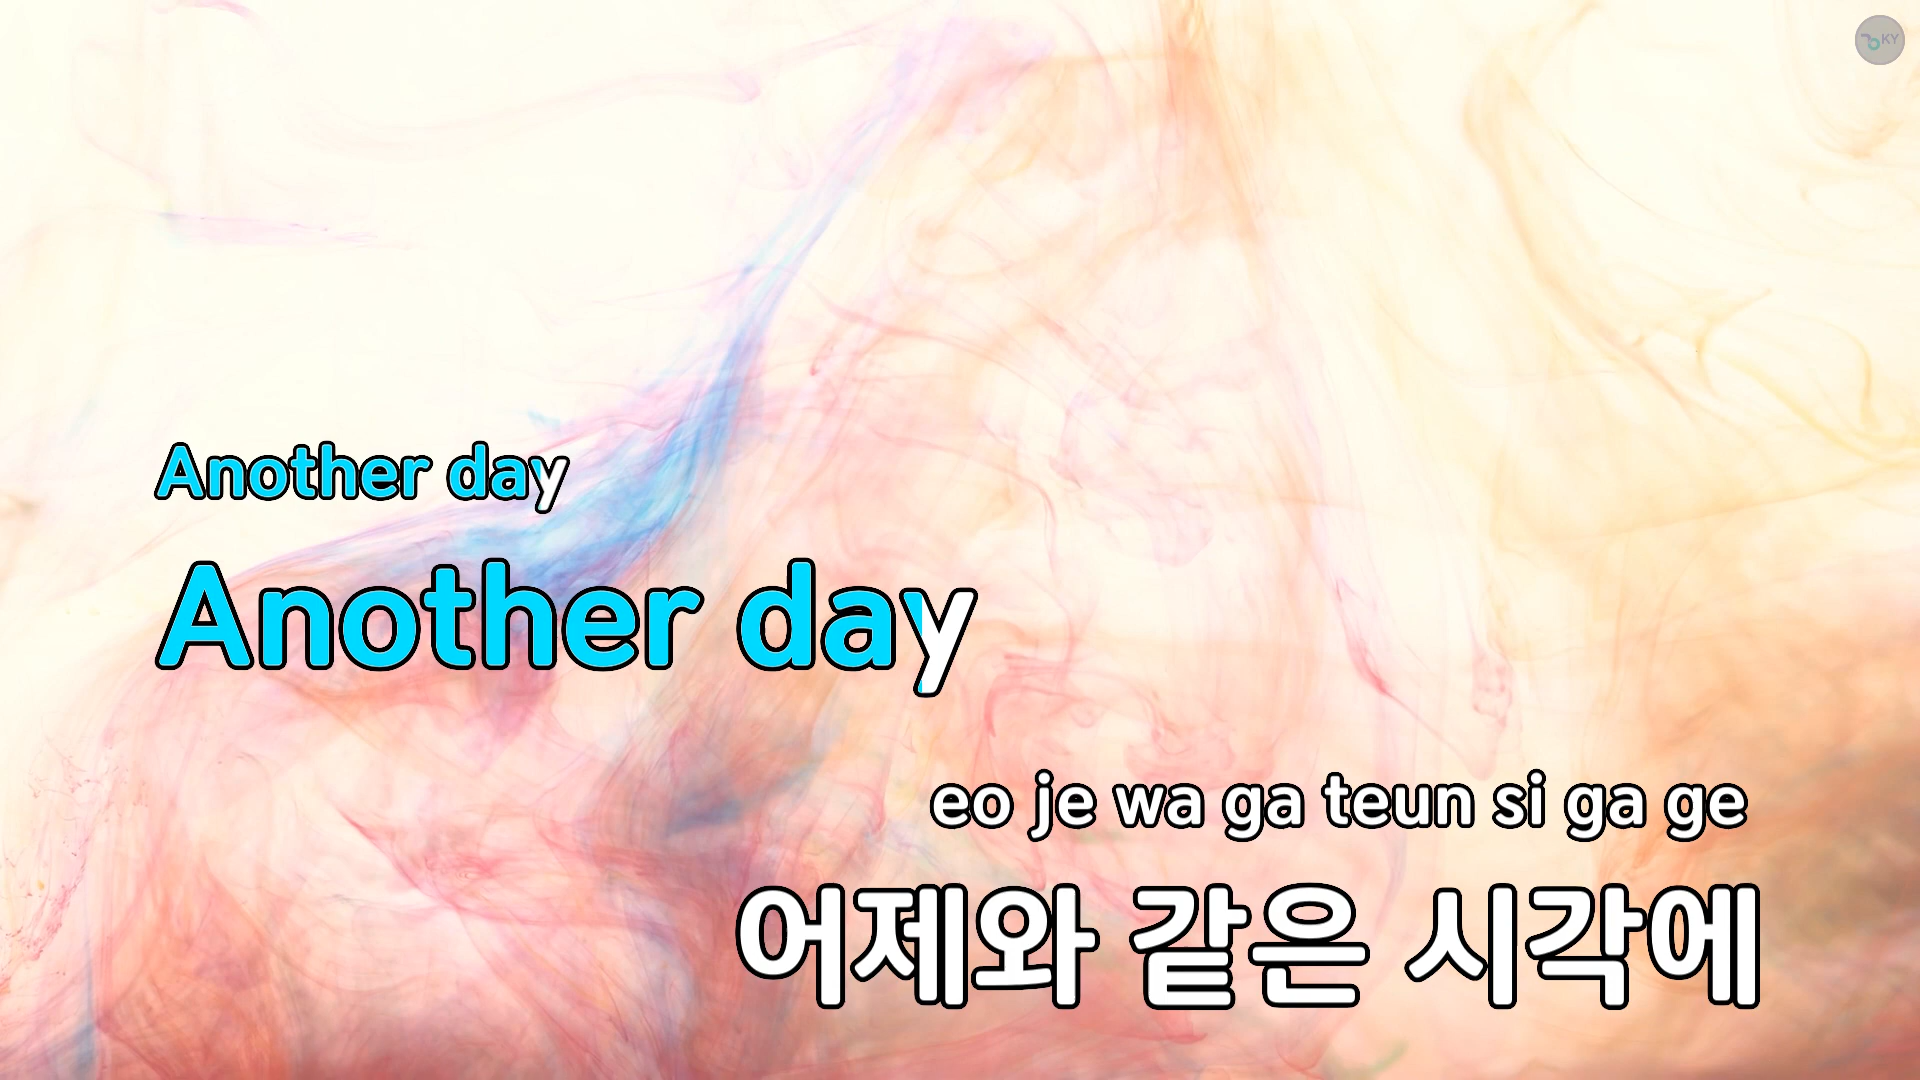 KY
Another day
Another day
eo je wa ga teun si ga ge
어제와 같은 시각에